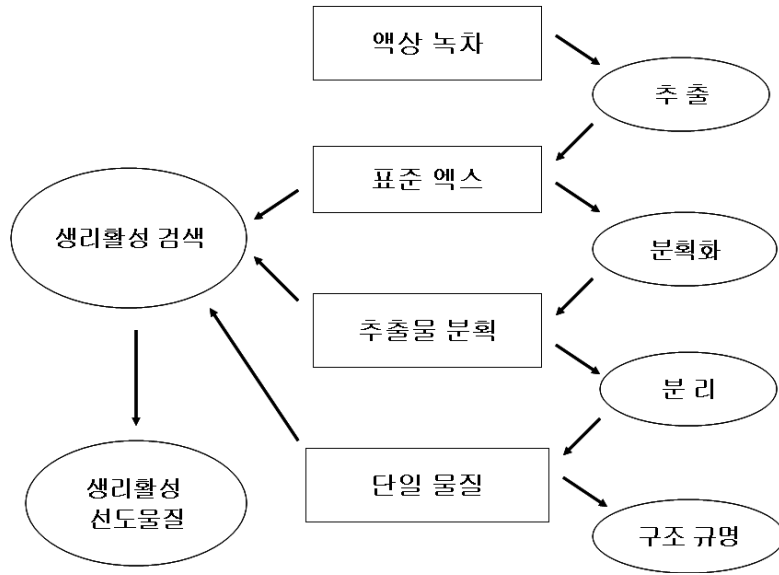 액상 녹차
추 출
표준 엑스
생리활성 검색
분획화
추출물 분획
분 리
단일 물질
생리활성
선도물질
구조 규명